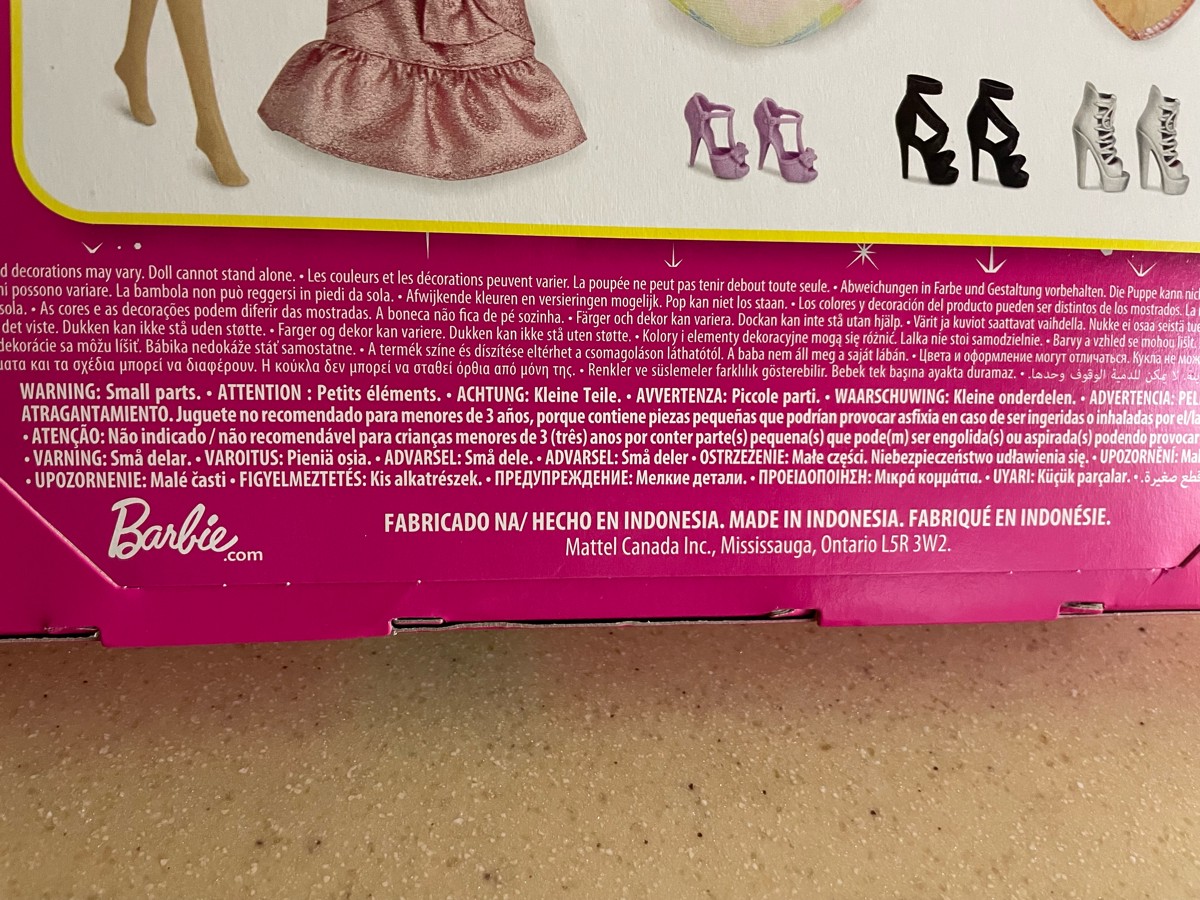 d decorations may vary. Doll cannot stand alone. • Les couleurs et les décorations peuvent varier. La poupée ne peut pas tenir debout toute seule. • Abweichungen in Farbe und Gestaltung vorbehalten. Die Puppe kann nich
ni possono variare. La bambola non può reggersi in piedi da sola. • Afwijkende kleuren en versieringen mogelijk. Pop kan niet los staan. • Los colores y decoración del producto pueden ser distintos de los mostrados. La
sola. • As cores e as decorações podem diferir das mostradas. A boneca não fica de pé sozinha. • Färger och dekor kan variera. Dockan kan inte stå utan hjälp. • Värit ja kuviot saattavat vaihdella. Nukke ei osaa seistä
det viste. Dukken kan ikke stå uden støtte. • Farger og dekor kan variere. Dukken kan ikke stå uten støtte. • Kolory i elementy dekoracyjne mogą się różnić. Lalka nie stoi samodzielnie. • Barvy a vzhled se mohou lišit.
dekorácie sa môžu líšiť. Bábika nedokáže stáť samostatne. • A termék színe és díszítése eltérhet a csomagoláson láthatótól. A baba nem áll meg a saját lábán. • Цвета и оформление могут отличаться. Кукла не мож
ματα και τα σχέδια μπορεί να διαφέρουν. Η κούκλα δεν μπορεί να σταθεί όρθια από μόνη της. • Renkler ve süslemeler farklılık gösterebilir. Bebek tek başına ayakta duramaz. • لا يمكن للدمية الوقوف وحدها.
WARNING: Small parts. • ATTENTION : Petits éléments. • ACHTUNG: Kleine Teile. • AVVERTENZA: Piccole parti. • WAARSCHUWING: Kleine onderdelen. • ADVERTENCIA: PEL
ATRAGANTAMIENTO. Juguete no recomendado para menores de 3 años, porque contiene piezas pequeñas que podrían provocar asfixia en caso de ser ingeridas o inhaladas por el/la
• ATENÇÃO: Não indicado / não recomendável para crianças menores de 3 (três) anos por conter parte(s) pequena(s) que pode(m) ser engolida(s) ou aspirada(s) podendo provocar
• VARNING: Små delar. • VAROITUS: Pieniä osia. • ADVARSEL: Små dele. • ADVARSEL: Små deler • OSTRZEŻENIE: Małe części. Niebezpieczeństwo udławienia się. • UPOZORNĚNÍ: Mal
• UPOZORNENIE: Malé časti • FIGYELMEZTETÉS: Kis alkatrészek. • ПРЕДУПРЕЖДЕНИЕ: Мелкие детали. • ΠΡΟΕΙΔΟΠΟΙΗΣΗ: Μικρά κομμάτια. • UYARI: Küçük parçalar. • قطع صغيرة.
Barbie.com
FABRICADO NA/ HECHO EN INDONESIA. MADE IN INDONESIA. FABRIQUÉ EN INDONÉSIE.
Mattel Canada Inc., Mississauga, Ontario L5R 3W2.